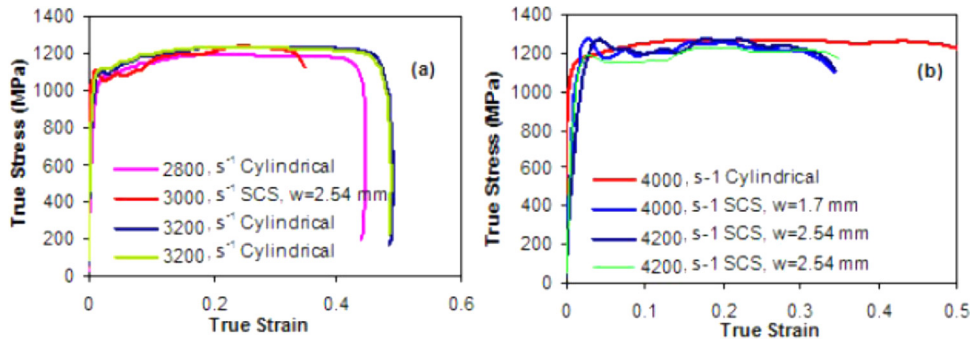 1400
1200
1000
800
600
400
200
0
True Stress (MPa)
(a)
2800, s⁻¹ Cylindrical
3000, s⁻¹ SCS, w=2.54 mm
3200, s⁻¹ Cylindrical
3200, s⁻¹ Cylindrical
0 0.2 0.4 0.6
True Strain
1400
1200
1000
800
600
400
200
0
True Stress (MPa)
(b)
4000, s-1 Cylindrical
4000, s-1 SCS, w=1.7 mm
4200, s-1 SCS, w=2.54 mm
4200, s-1 SCS, w=2.54 mm
0 0.1 0.2 0.3 0.4 0.5
True Strain